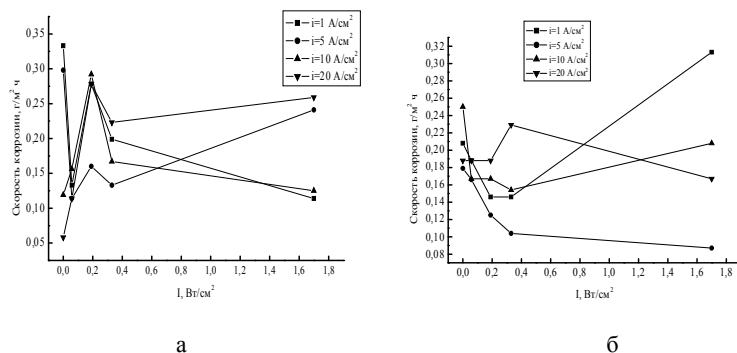 i=1 А/см²
i=5 А/см²
i=10 А/см²
i=20 А/см²
Скорость коррозии, г/м² ч
0,35
0,30
0,25
0,20
0,15
0,10
0,05
0,0 0,2 0,4 0,6 0,8 1,0 1,2 1,4 1,6 1,8
I, Вт/см²
а
i=1 А/см²
i=5 А/см²
i=10 А/см²
i=20 А/см²
Скорость коррозии, г/м² ч
0,32
0,30
0,28
0,26
0,24
0,22
0,20
0,18
0,16
0,14
0,12
0,10
0,08
0,0 0,2 0,4 0,6 0,8 1,0 1,2 1,4 1,6 1,8
I, Вт/см²
б